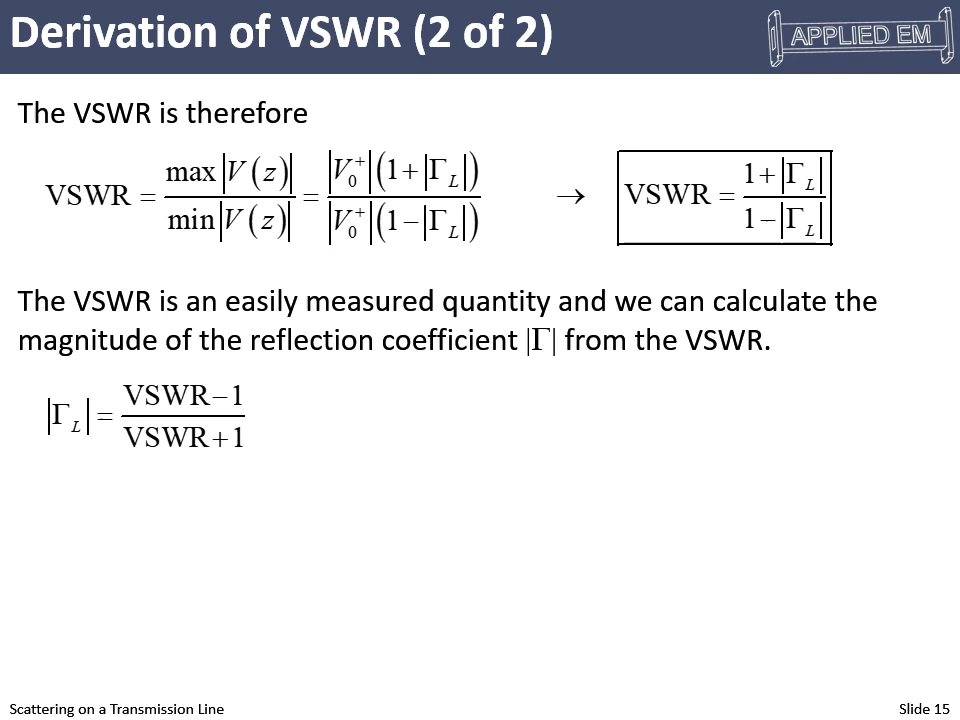 Derivation of VSWR (2 of 2)
APPLIED EM
The VSWR is therefore
VSWR = max|V(z)| / min|V(z)| = |V₀⁺|(1+|Γ_L|) / |V₀⁺|(1−|Γ_L|) → VSWR = 1+|Γ_L| / 1−|Γ_L|
The VSWR is an easily measured quantity and we can calculate the
magnitude of the reflection coefficient |Γ| from the VSWR.
|Γ_L| = VSWR−1 / VSWR+1
Scattering on a Transmission Line
Slide 15